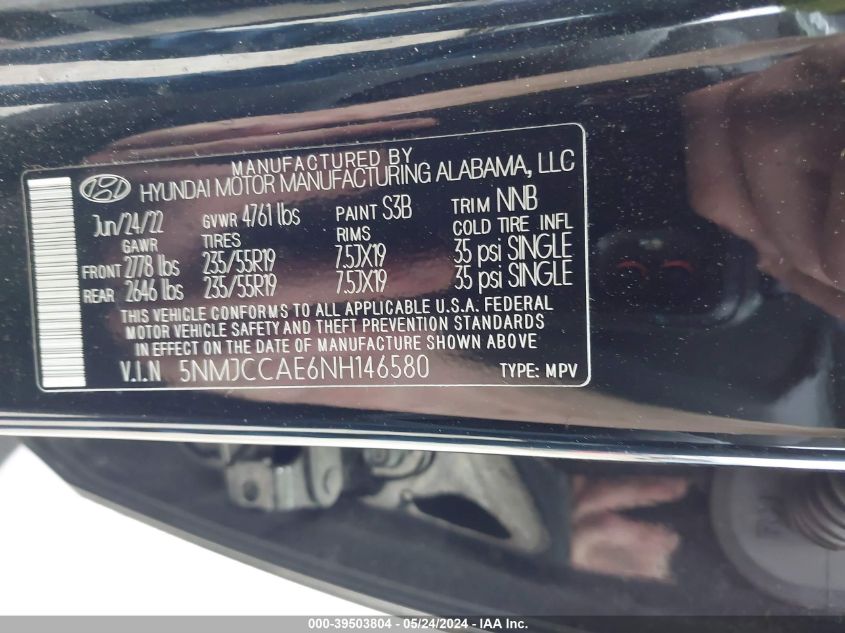 MANUFACTURED BY
HYUNDAI MOTOR MANUFACTURING ALABAMA, LLC
Jun/24/22 GVWR 4761 lbs PAINT S3B TRIM NNB
GAWR TIRES RIMS COLD TIRE INFL
FRONT 2778 lbs 235/55R19 7.5JX19 35 psi SINGLE
REAR 2646 lbs 235/55R19 7.5JX19 35 psi SINGLE
THIS VEHICLE CONFORMS TO ALL APPLICABLE U.S.A. FEDERAL
MOTOR VEHICLE SAFETY AND THEFT PREVENTION STANDARDS
IN EFFECT ON THE DATE OF MANUFACTURE SHOWN ABOVE
V.I.N 5NMJCCAE6NH146580 TYPE: MPV
000-39503804 - 05/24/2024 - IAA Inc.